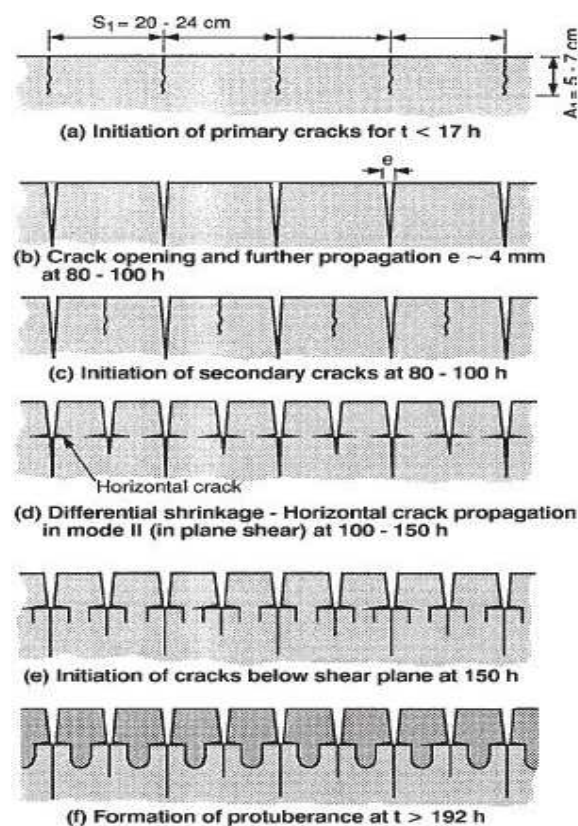 S₁ = 20 - 24 cm
A₁ = 5 - 7 cm
(a) Initiation of primary cracks for t < 17 h
e
(b) Crack opening and further propagation e ~ 4 mm
at 80 - 100 h
(c) Initiation of secondary cracks at 80 - 100 h
Horizontal crack
(d) Differential shrinkage - Horizontal crack propagation
in mode II (in plane shear) at 100 - 150 h
(e) Initiation of cracks below shear plane at 150 h
(f) Formation of protuberance at t > 192 h